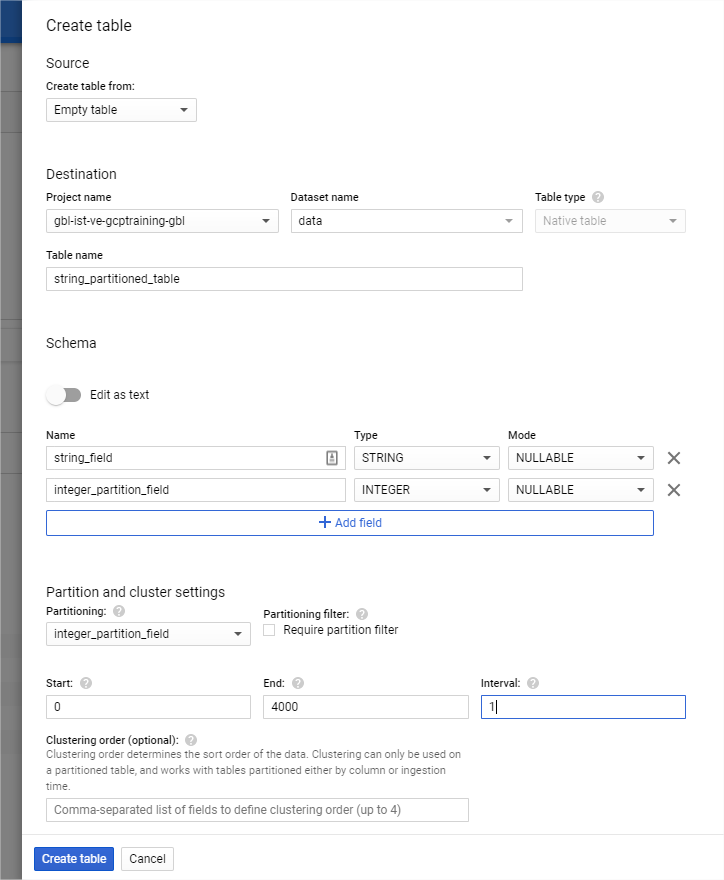 Create table
Source
Create table from:
Empty table
Destination
Project name Dataset name Table type ?
gbl-ist-ve-gcptraining-gbl data Native table
Table name
string_partitioned_table
Schema
Edit as text
Name Type Mode
string_field STRING NULLABLE
integer_partition_field INTEGER NULLABLE
+ Add field
Partition and cluster settings
Partitioning: ? Partitioning filter: ?
integer_partition_field Require partition filter
Start: ? End: ? Interval: ?
0 4000 1
Clustering order (optional): ?
Clustering order determines the sort order of the data. Clustering can only be used on
a partitioned table, and works with tables partitioned either by column or ingestion
time.
Comma-separated list of fields to define clustering order (up to 4)
Create table Cancel